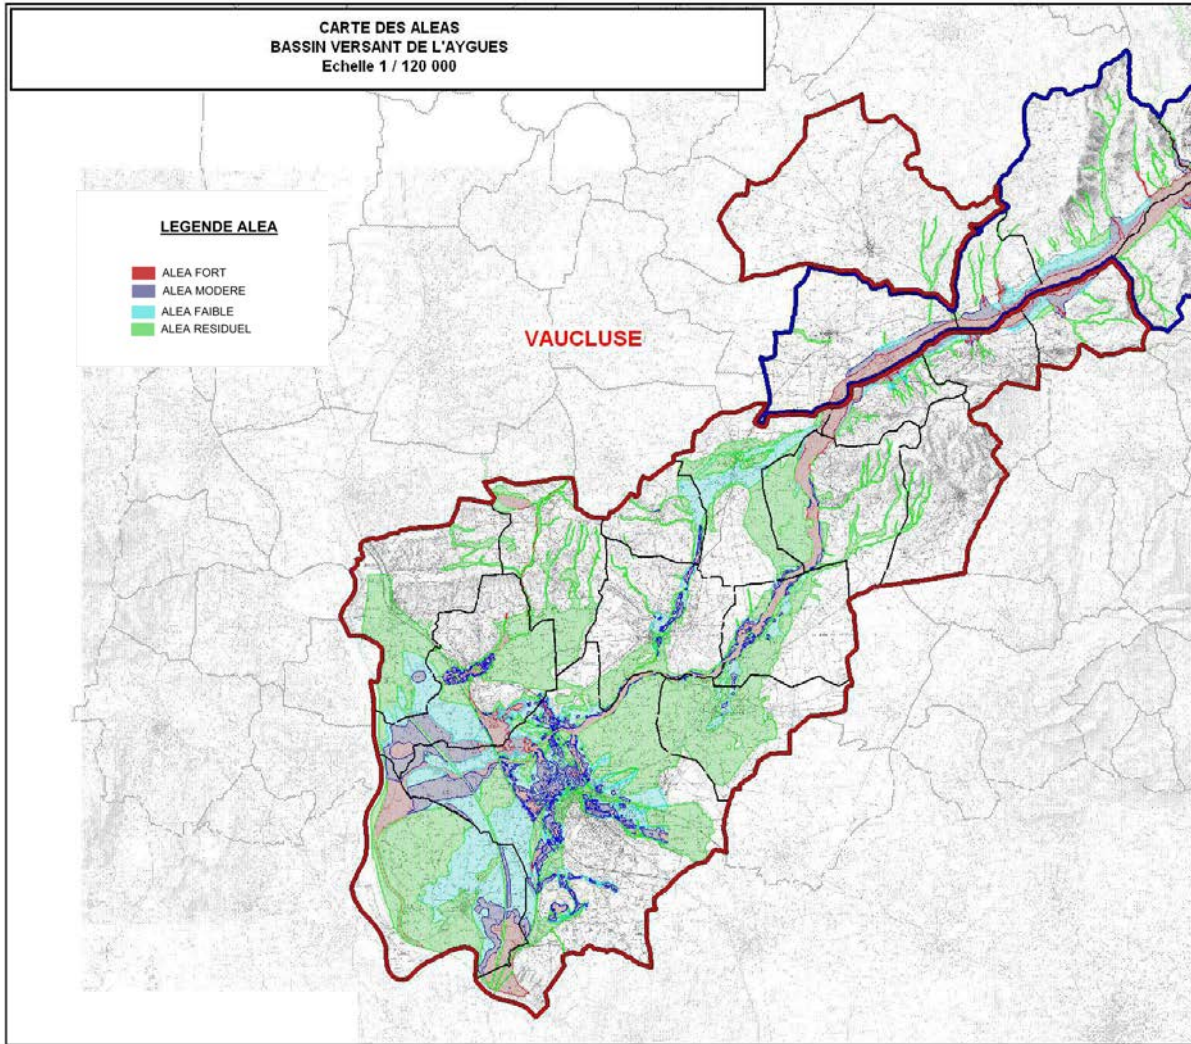 CARTE DES ALEAS
BASSIN VERSANT DE L'AYGUES
Echelle 1 / 120 000
LEGENDE ALEA
ALEA FORT
ALEA MODERE
ALEA FAIBLE
ALEA RESIDUEL
VAUCLUSE